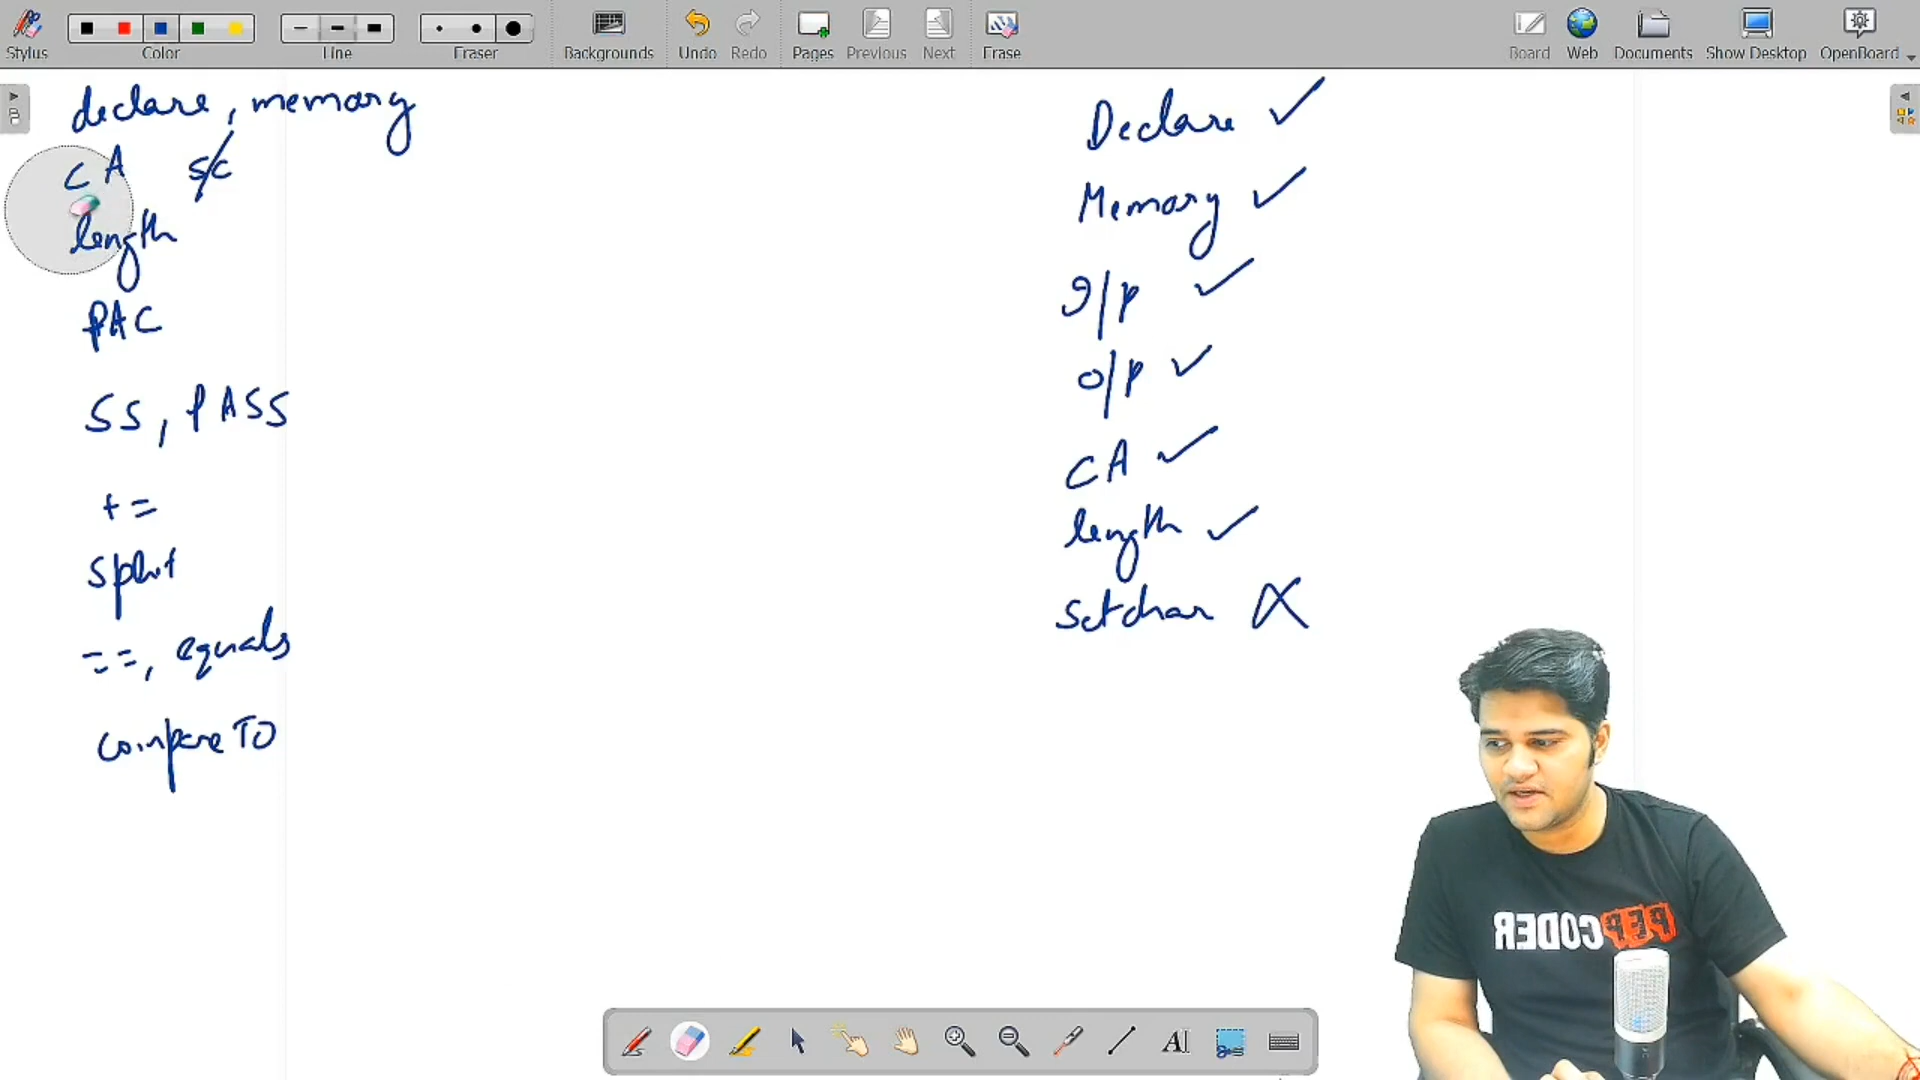 Stylus
Color
Line
Eraser
Backgrounds
Undo
Redo
Pages
Previous
Next
Erase
Board
Web
Documents
Show Desktop
OpenBoard
declare, memory
CA s/c
length
PAC
SS, PASS
+=
split
==, equals
compareTo
Declare ✓
Memory ✓
I/p ✓
o/p ✓
CA ✓
length ✓
setchar X
PEPCODER